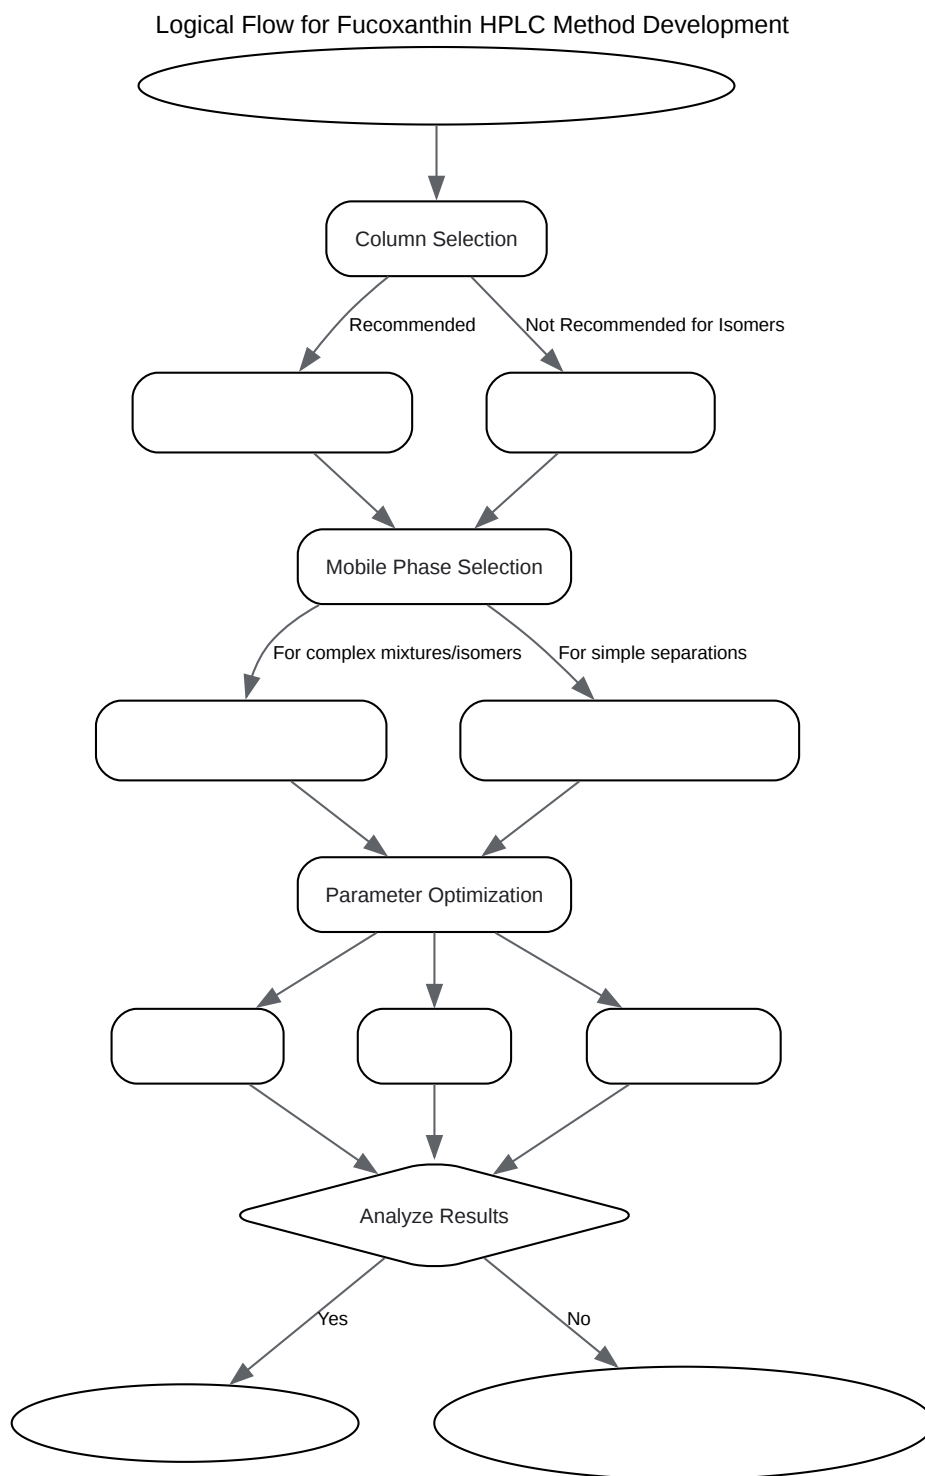 Logical Flow for Fucoxanthin HPLC Method Development
Column Selection
Recommended
Not Recommended for Isomers
Mobile Phase Selection
For complex mixtures/isomers
For simple separations
Parameter Optimization
Analyze Results
Yes
No